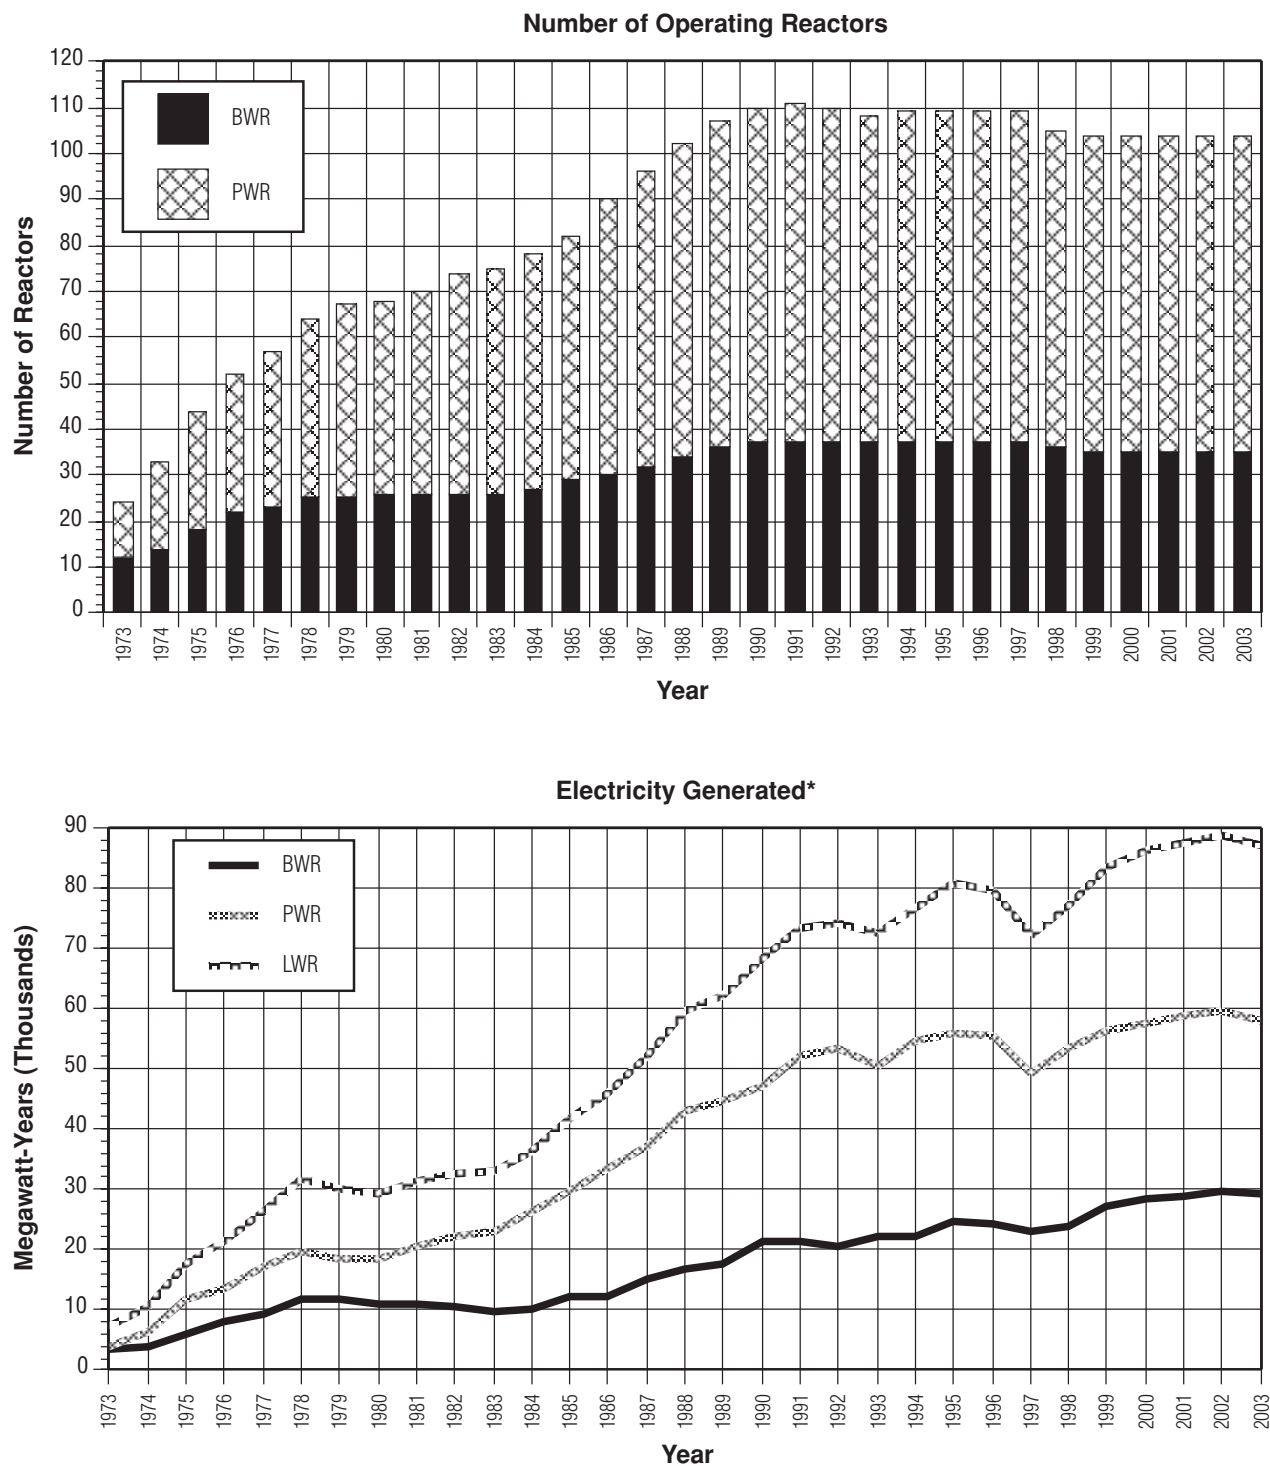 Number of Operating Reactors
120
110
100
90
80
70
60
50
40
30
20
10
0
BWR
PWR
Number of Reactors
1973 1974 1975 1976 1977 1978 1979 1980 1981 1982 1983 1984 1985 1986 1987 1988 1989 1990 1991 1992 1993 1994 1995 1996 1997 1998 1999 2000 2001 2002 2003
Year
Electricity Generated*
90
80
70
60
50
40
30
20
10
0
BWR
PWR
LWR
Megawatt-Years (Thousands)
1973 1974 1975 1976 1977 1978 1979 1980 1981 1982 1983 1984 1985 1986 1987 1988 1989 1990 1991 1992 1993 1994 1995 1996 1997 1998 1999 2000 2001 2002 2003
Year